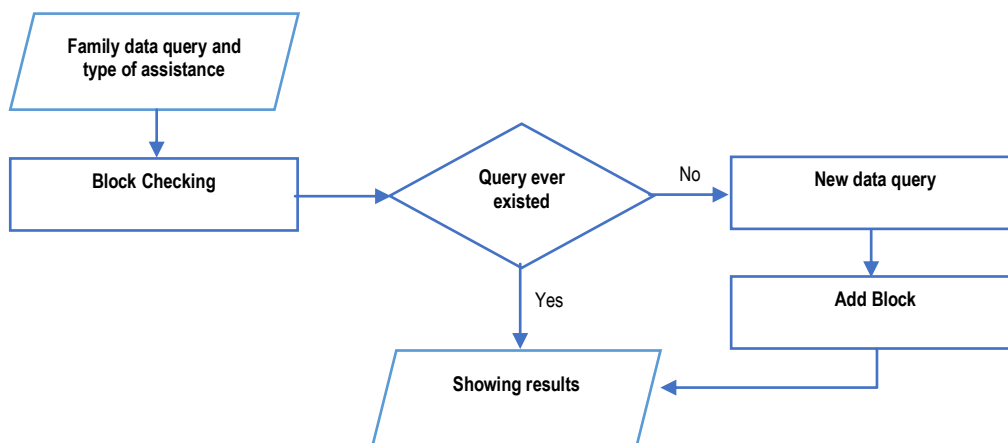 Family data query and
type of assistance
Block Checking
Query ever
existed
No
New data query
Add Block
Yes
Showing results